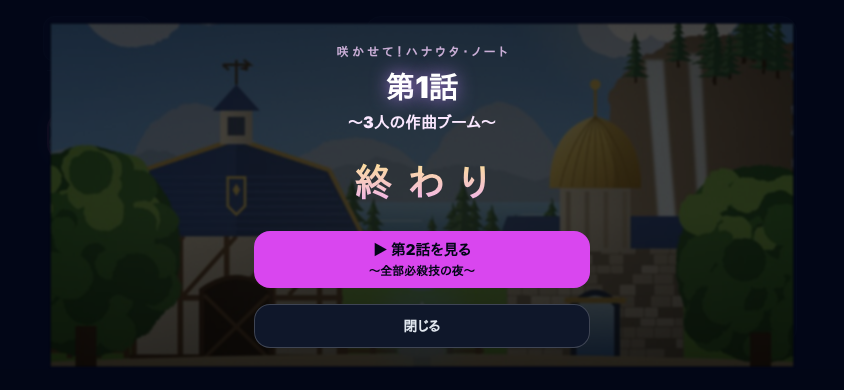 咲かせて！ハナウタ・ノート
第1話
〜3人の作曲ブーム〜
終わり
▶ 第2話を見る
〜全部必殺技の夜〜
閉じる